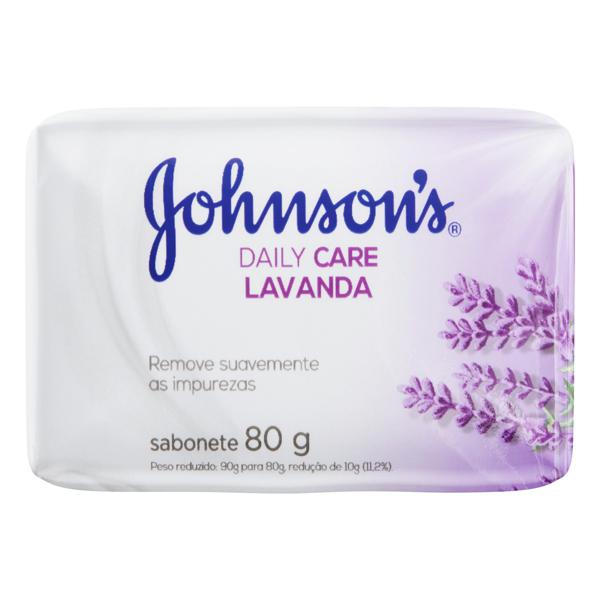 Johnson's®
DAILY CARE
LAVANDA
Remove suavemente
as impurezas
sabonete 80 g
Peso reduzido: 90g para 80g, redução de 10g (11,2%).